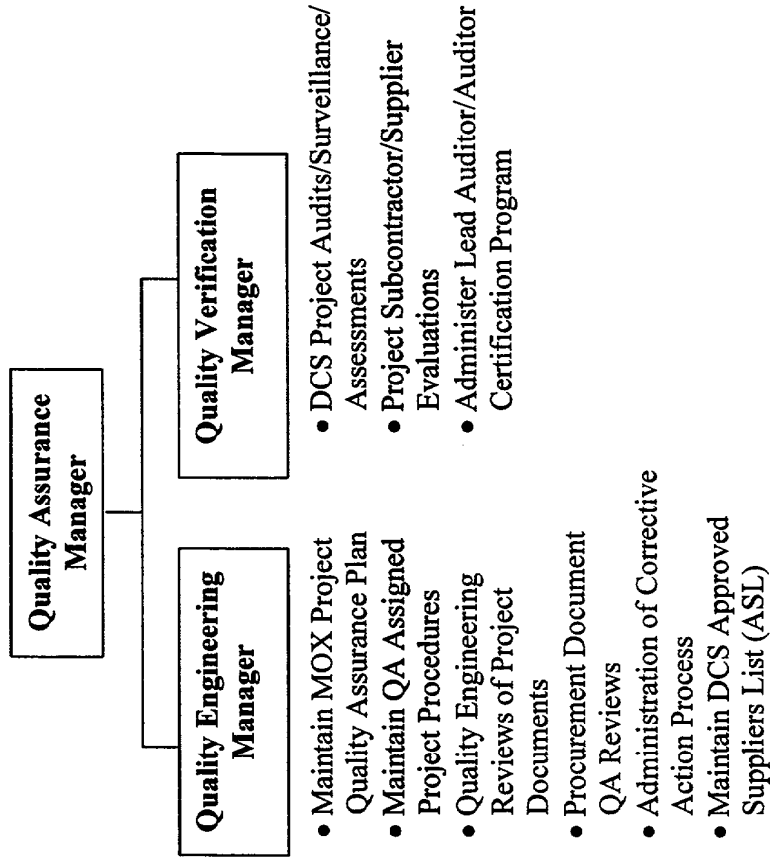 Quality Assurance
Manager
Quality Engineering
Manager
• Maintain MOX Project
Quality Assurance Plan
• Maintain QA Assigned
Project Procedures
• Quality Engineering
Reviews of Project
Documents
• Procurement Document
QA Reviews
• Administration of Corrective
Action Process
• Maintain DCS Approved
Suppliers List (ASL)
Quality Verification
Manager
• DCS Project Audits/Surveillance/
Assessments
• Project Subcontractor/Supplier
Evaluations
• Administer Lead Auditor/Auditor
Certification Program